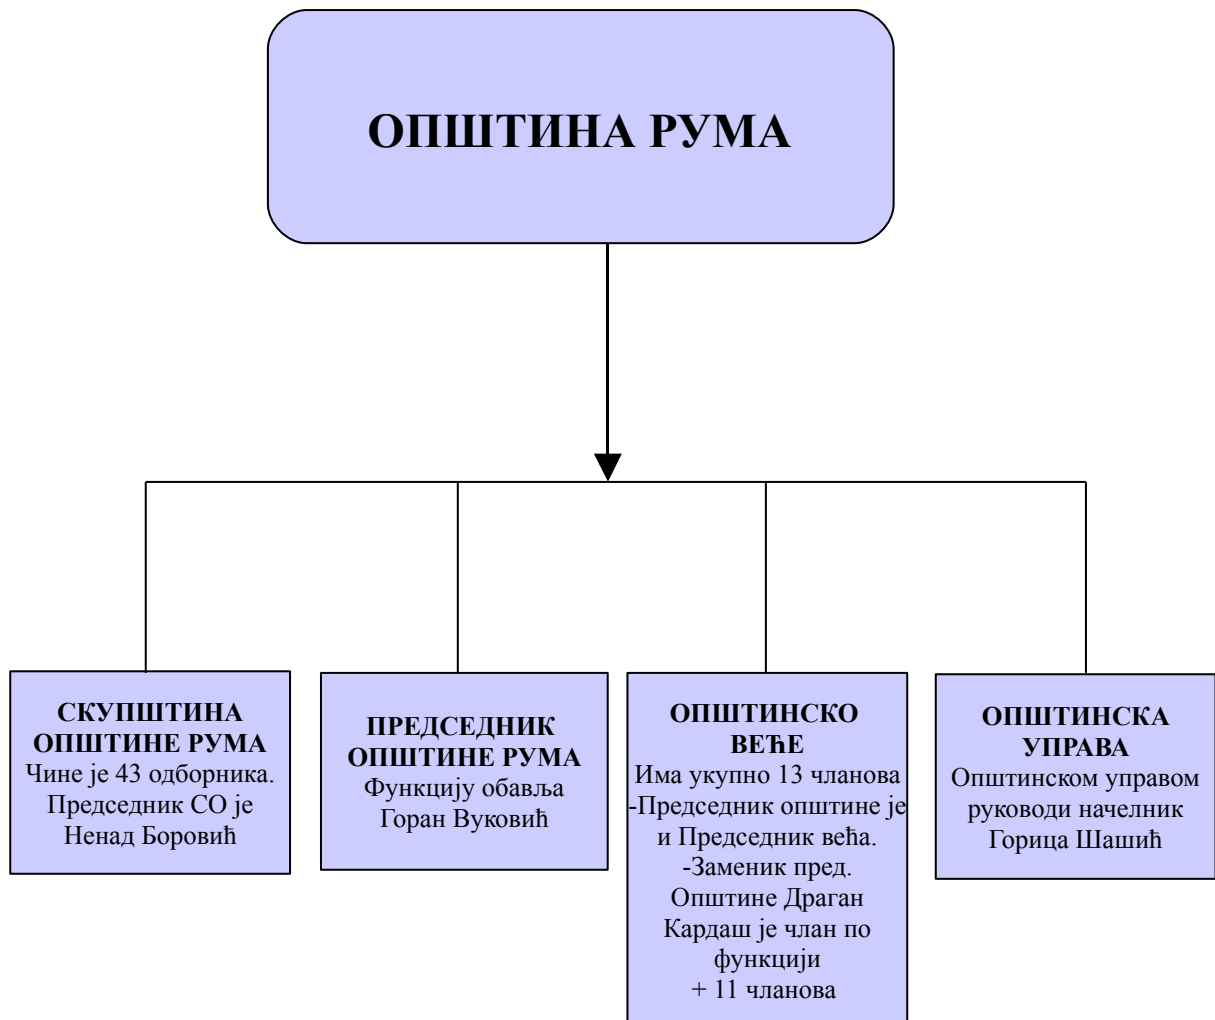 ОПШТИНА РУМА
СКУПШТИНА
ОПШТИНЕ РУМА
Чине је 43 одборника.
Председник СО је
Ненад Боровић
ПРЕДСЕДНИК
ОПШТИНЕ РУМА
Функцију обавља
Горан Вуковић
ОПШТИНСКО
ВЕЋЕ
Има укупно 13 чланова
-Председник општине је
и Председник већа.
-Заменик пред.
Општине Драган
Кардаш је члан по
функцији
+ 11 чланова
ОПШТИНСКА
УПРАВА
Општинском управом
руководи начелник
Горица Шашић